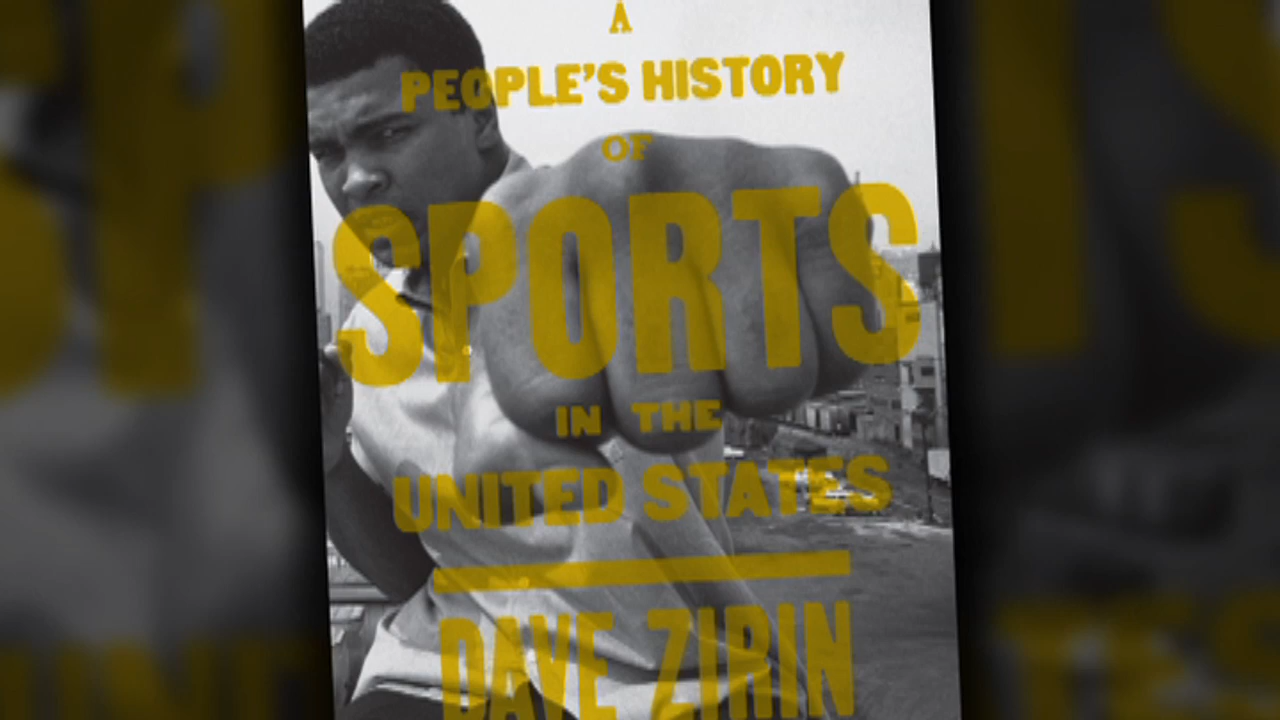 A
PEOPLE'S HISTORY
OF
SPORTS
IN THE
UNITED STATES
DAVE ZIRIN